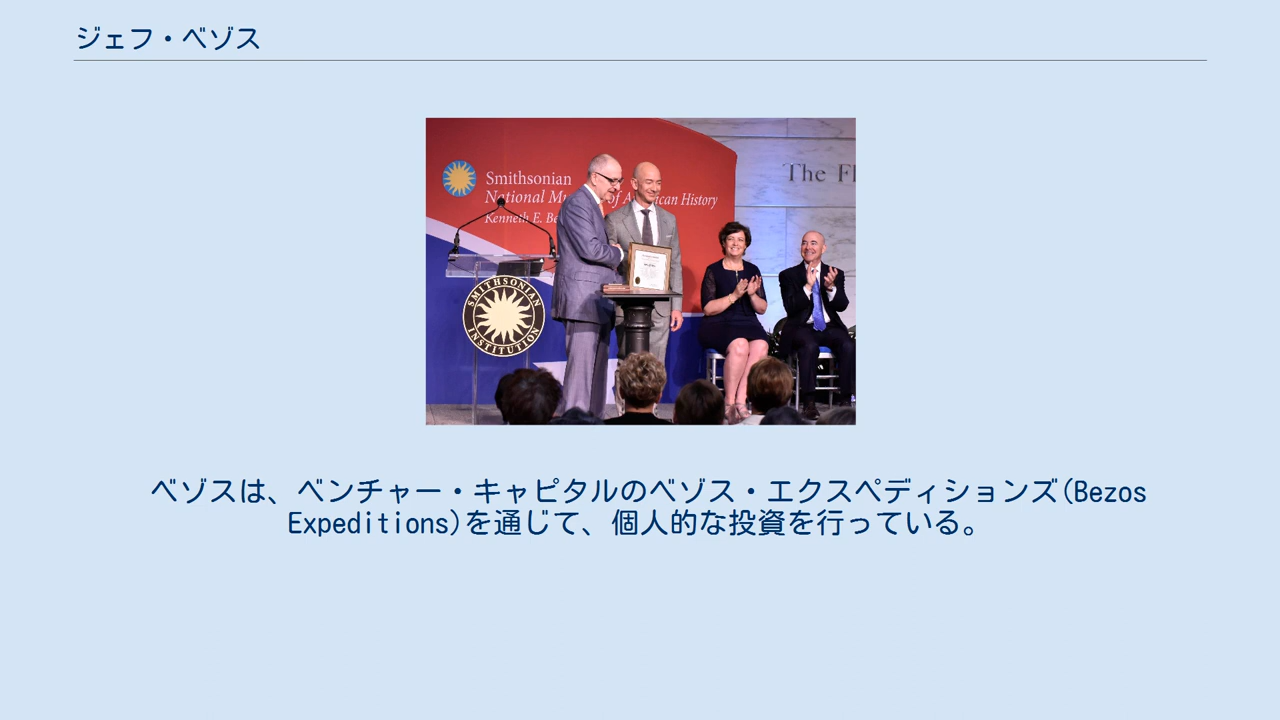 ジェフ・ベゾス
Smithsonian
National Mu of American History
Kenneth E. Be
The Fl
SMITHSONIAN
INSTITUTION
ベゾスは、ベンチャー・キャピタルのベゾス・エクスペディションズ(Bezos
Expeditions)を通じて、個人的な投資を行っている。